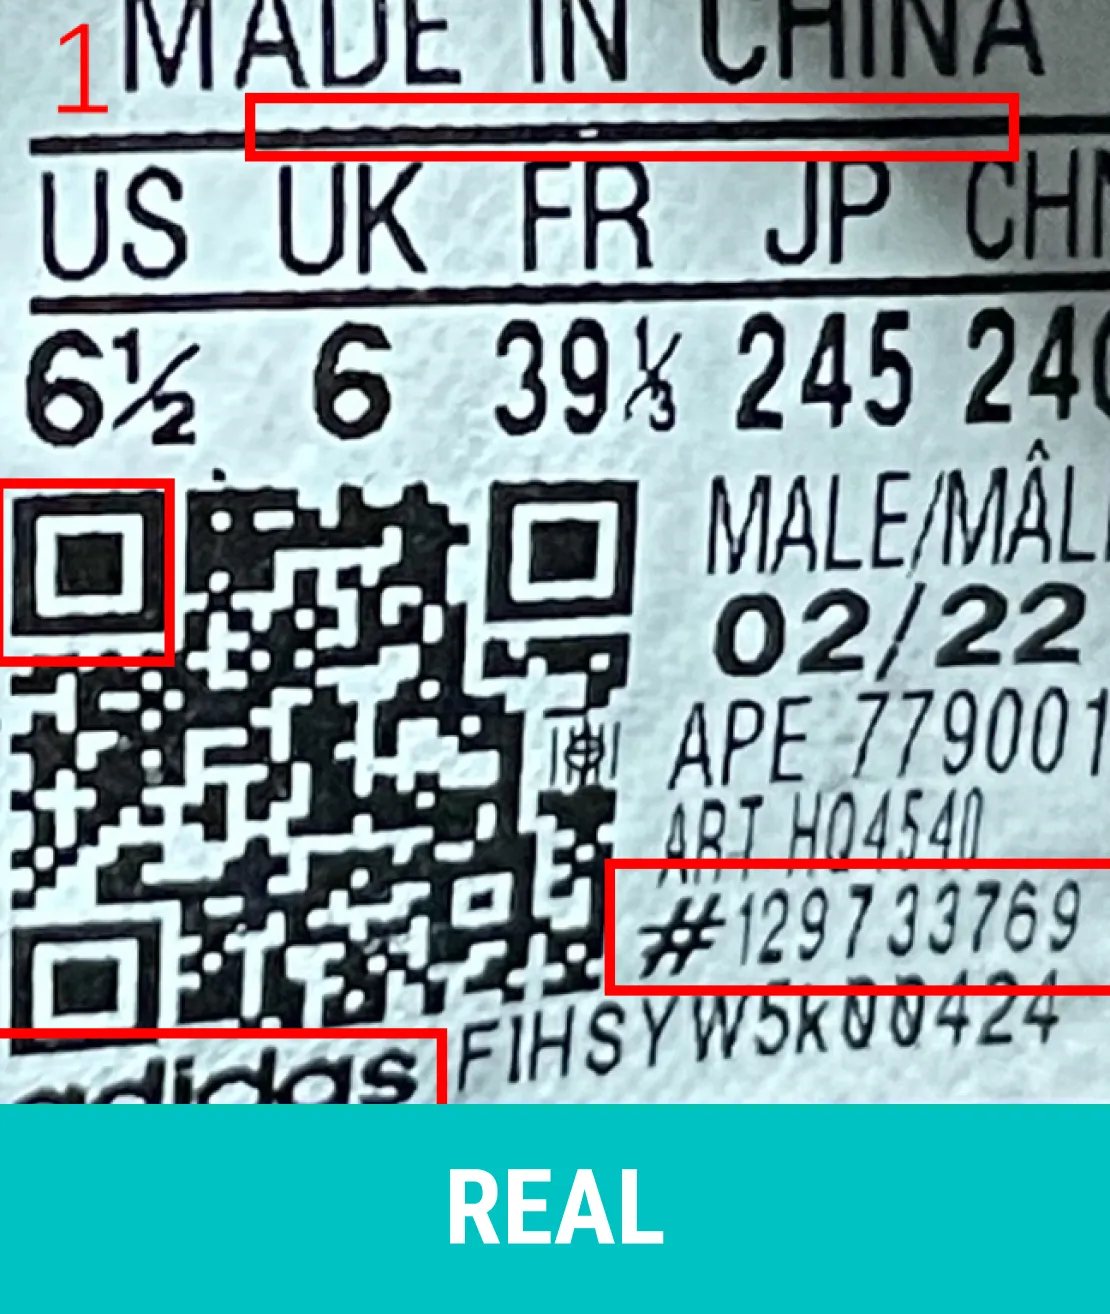 1
MADE IN CHINA
US UK FR JP CHN
6½ 6 39⅓ 245 240
MALE/MÂLE
02/22
APE 779001
ART HQ4540
#129733769
FIHSYW5k00424
adidas
REAL